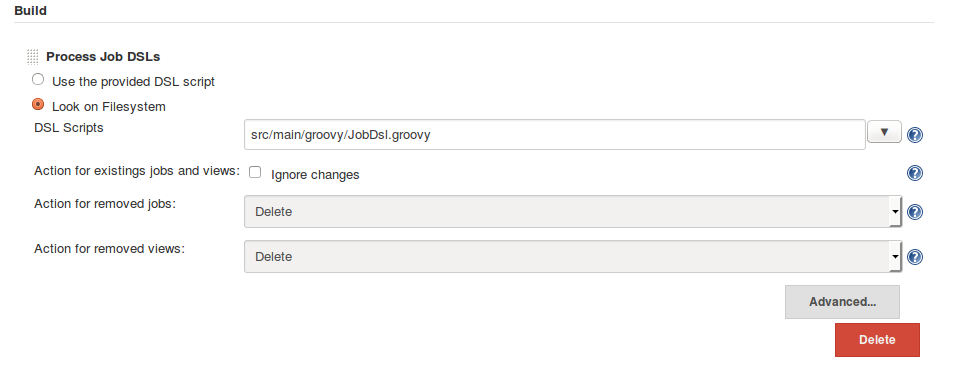 Build
Process Job DSLs
Use the provided DSL script
Look on Filesystem
DSL Scripts
src/main/groovy/JobDsl.groovy
Action for existings jobs and views:
Ignore changes
Action for removed jobs:
Delete
Action for removed views:
Delete
Advanced...
Delete